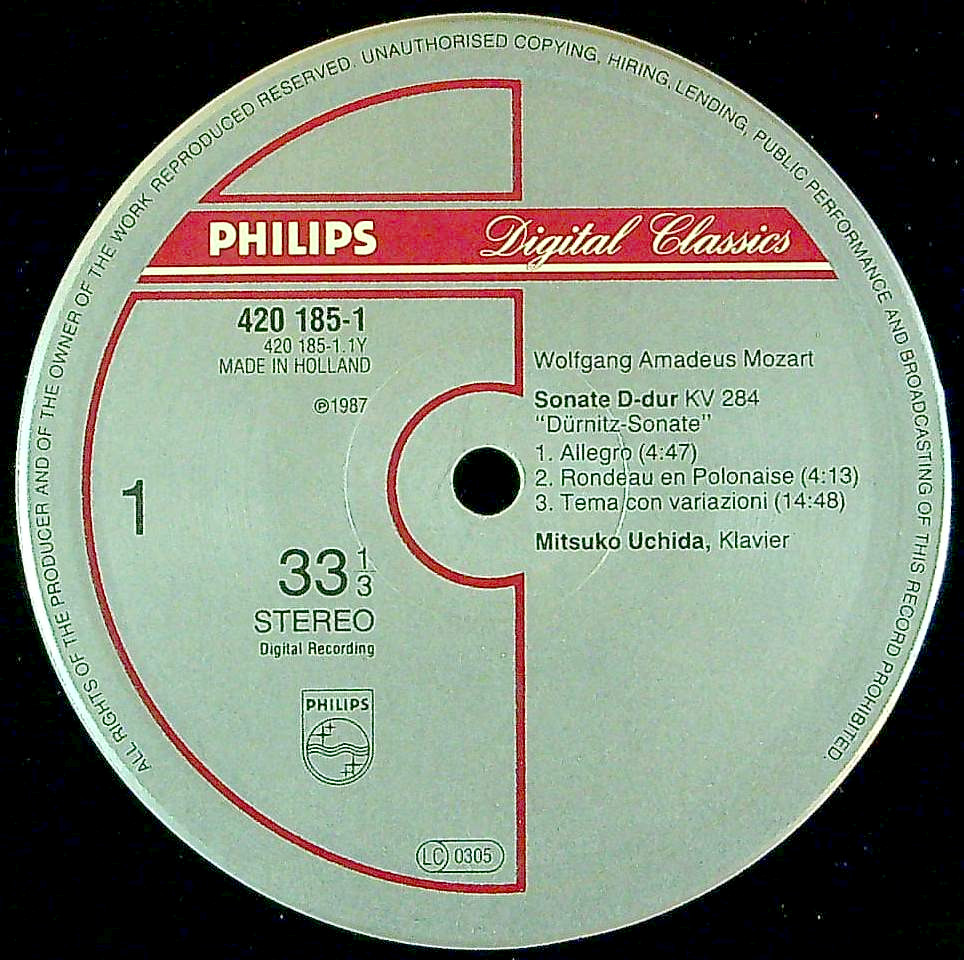 ALL RIGHTS OF THE PRODUCER AND OF THE OWNER OF THE WORK REPRODUCED RESERVED. UNAUTHORISED COPYING, HIRING, LENDING, PUBLIC PERFORMANCE AND BROADCASTING OF THIS RECORD PROHIBITED.
PHILIPS Digital Classics
420 185-1
420 185-1.1Y
MADE IN HOLLAND
℗1987
Wolfgang Amadeus Mozart
Sonate D-dur KV 284
"Dürnitz-Sonate"
1. Allegro (4:47)
2. Rondeau en Polonaise (4:13)
3. Tema con variazioni (14:48)
Mitsuko Uchida, Klavier
1
33 1/3
STEREO
Digital Recording
PHILIPS
LC 0305